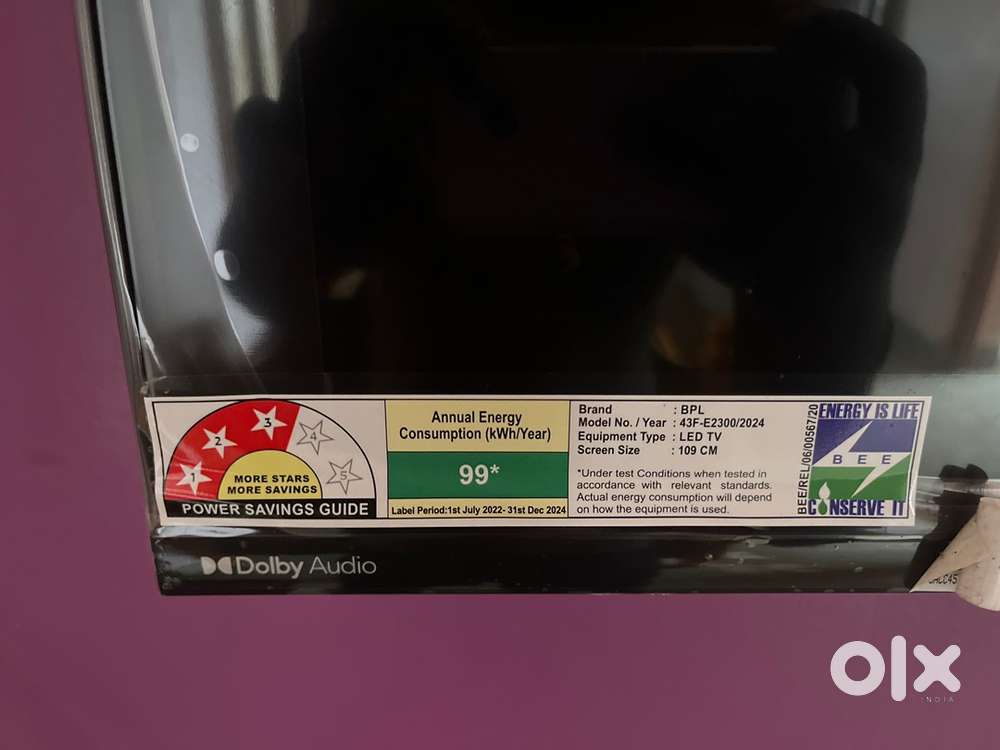 1 2 3 4 5
MORE STARS
MORE SAVINGS
POWER SAVINGS GUIDE
Annual Energy
Consumption (kWh/Year)
99*
Label Period:1st July 2022- 31st Dec 2024
Brand : BPL
Model No. / Year : 43F-E2300/2024
Equipment Type : LED TV
Screen Size : 109 CM
*Under test Conditions when tested in
accordance with relevant standards.
Actual energy consumption will depend
on how the equipment is used.
BEE/REL/06/00567/20
ENERGY IS LIFE
BEE
CONSERVE IT
Dolby Audio
olx
INDIA